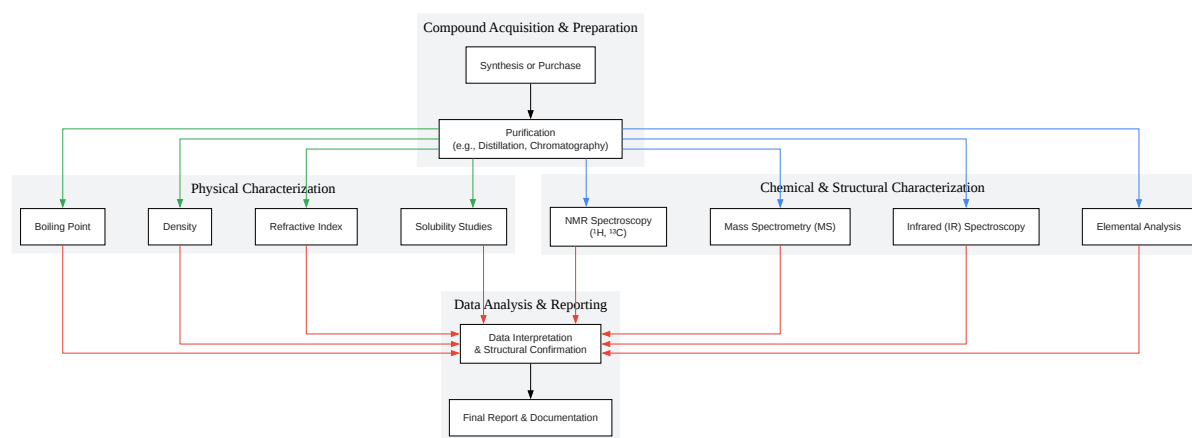 Compound Acquisition & Preparation
Synthesis or Purchase
Purification
(e.g., Distillation, Chromatography)
Physical Characterization
Chemical & Structural Characterization
Boiling Point
Density
Refractive Index
Solubility Studies
NMR Spectroscopy
(¹H, ¹³C)
Mass Spectrometry (MS)
Infrared (IR) Spectroscopy
Elemental Analysis
Data Analysis & Reporting
Data Interpretation
& Structural Confirmation
Final Report & Documentation